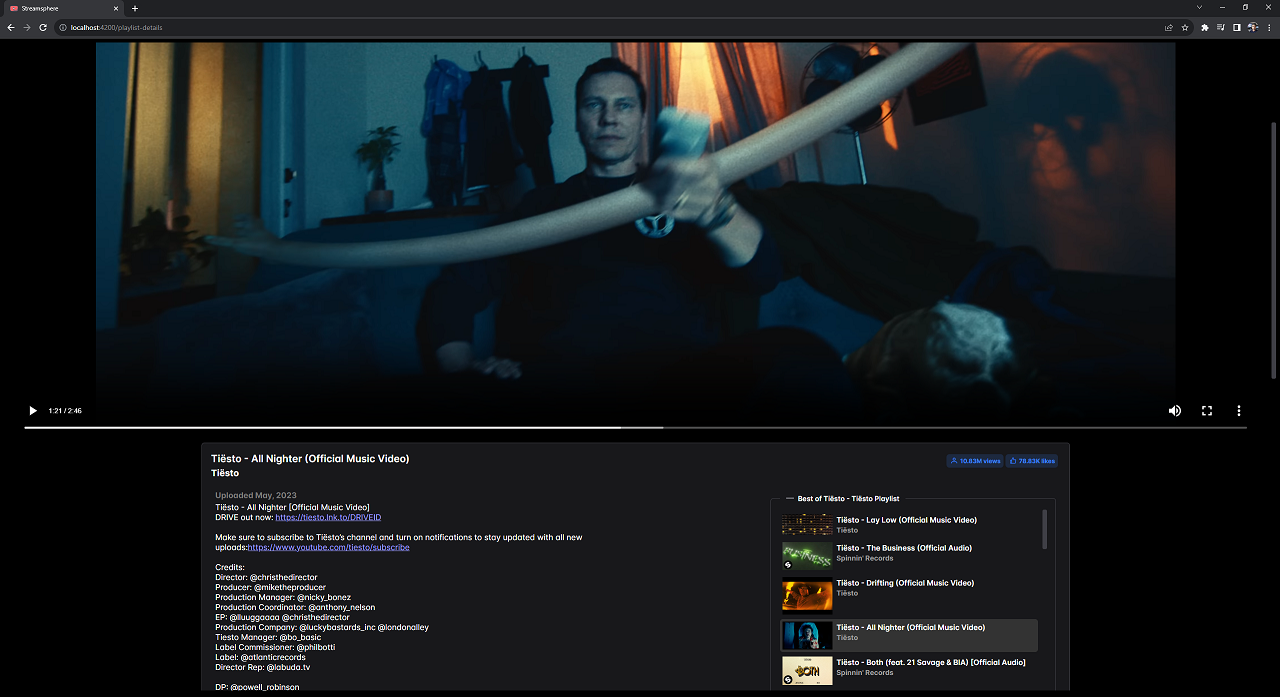 Streamsphere
localhost:4200/playlist-details
1:21 / 2:46
Tiësto - All Nighter (Official Music Video)
Tiësto
10.83M views
78.83K likes
Uploaded May, 2023
Tiësto - All Nighter [Official Music Video]
DRIVE out now: https://tiesto.lnk.to/DRIVEID
Make sure to subscribe to Tiësto's channel and turn on notifications to stay updated with all new
uploads:https://www.youtube.com/tiesto/subscribe
Credits:
Director: @christhedirector
Producer: @miketheproducer
Production Manager: @nicky_bonez
Production Coordinator: @anthony_nelson
EP: @lluuggaaaa @christhedirector
Production Company: @luckybastards_inc @londonalley
Tiesto Manager: @bo_basic
Label Commissioner: @philbotti
Label: @atlanticrecords
Director Rep: @labuda.tv
DP: @powell_robinson
Best of Tiësto - Tiësto Playlist
Tiësto - Lay Low (Official Music Video)
Tiësto
Tiësto - The Business (Official Audio)
Spinnin' Records
Tiësto - Drifting (Official Music Video)
Tiësto
Tiësto - All Nighter (Official Music Video)
Tiësto
BOTH
Tiësto - Both (feat. 21 Savage & BIA) [Official Audio]
Spinnin' Records